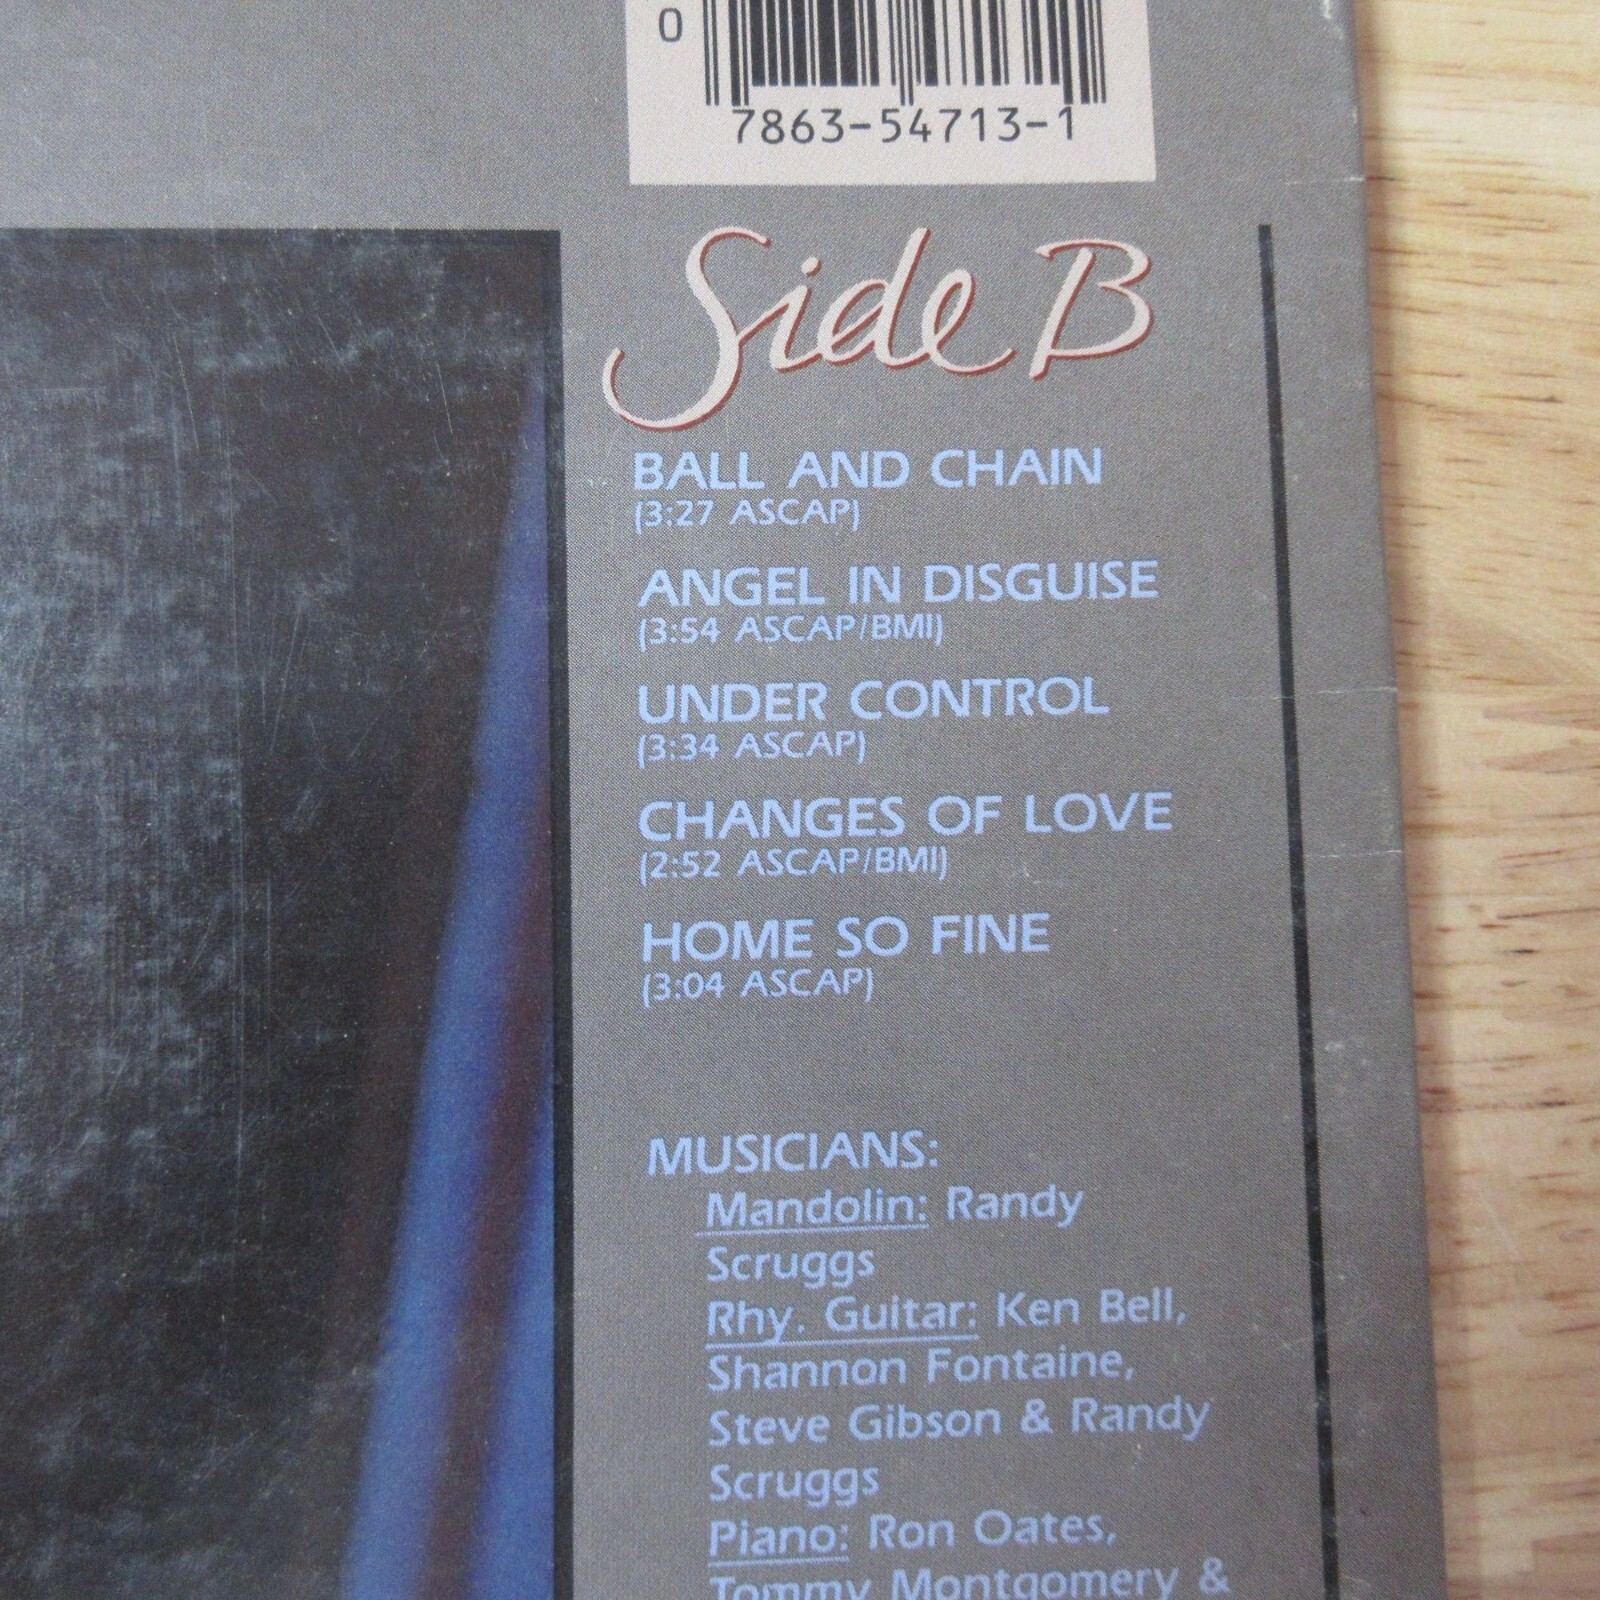 0
7863-54713-1
Side B
BALL AND CHAIN
(3:27 ASCAP)
ANGEL IN DISGUISE
(3:54 ASCAP/BMI)
UNDER CONTROL
(3:34 ASCAP)
CHANGES OF LOVE
(2:52 ASCAP/BMI)
HOME SO FINE
(3:04 ASCAP)
MUSICIANS:
Mandolin: Randy
Scruggs
Rhy. Guitar: Ken Bell,
Shannon Fontaine,
Steve Gibson & Randy
Scruggs
Piano: Ron Oates,
Tommy Montgomery &